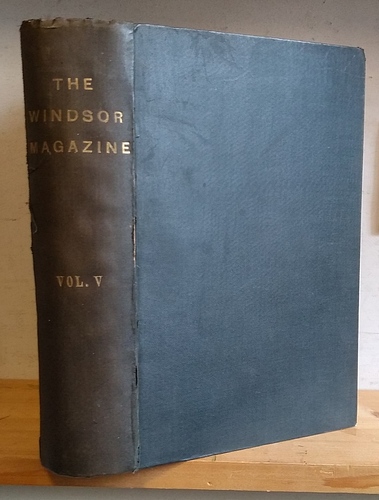 THE
WINDSOR
MAGAZINE
VOL. V